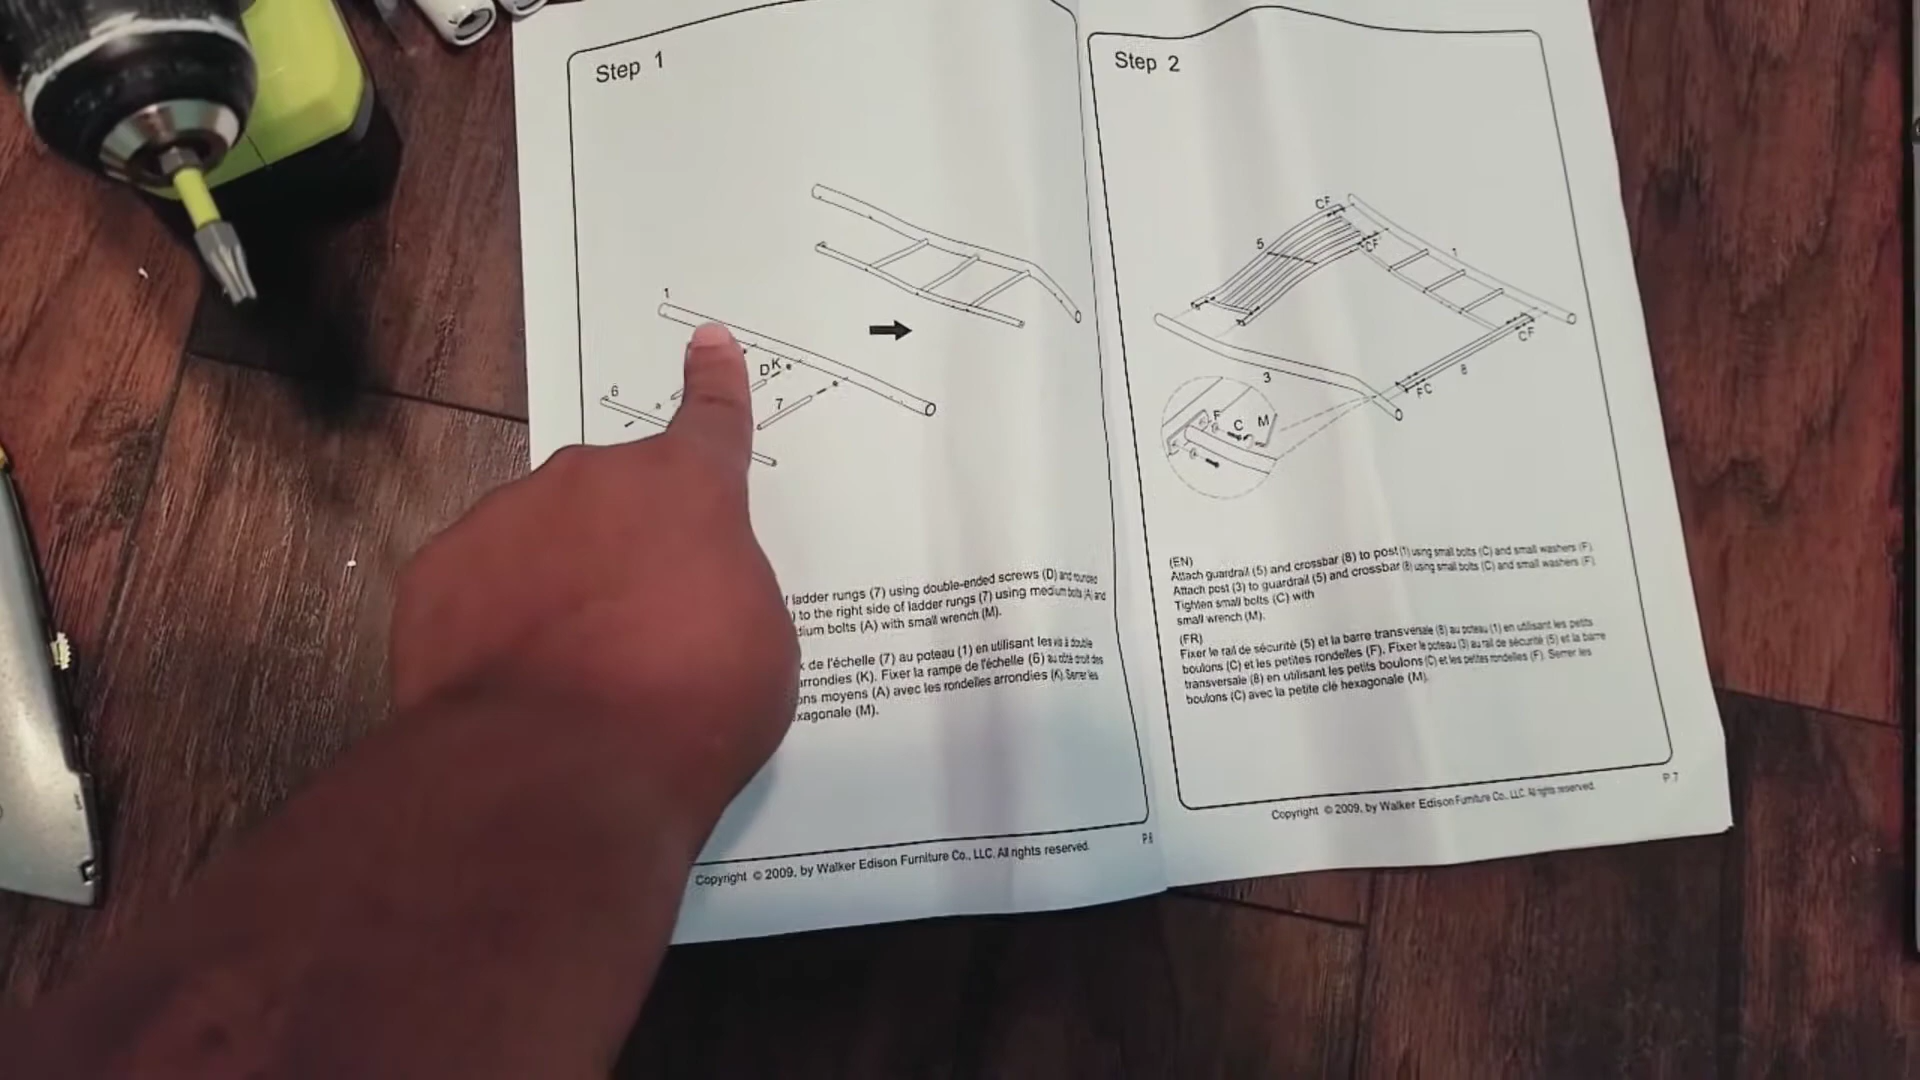 Step 1
1
D K
6
7
f ladder rungs (7) using double-ended screws (D) and rounded
) to the right side of ladder rungs (7) using medium bolts (A) and
dium bolts (A) with small wrench (M).
x de l'échelle (7) au poteau (1) en utilisant les vis à double
arrondies (K). Fixer la rampe de l'échelle (6) au côté droit des
ons moyens (A) avec les rondelles arrondies (K). Serrer les
xagonale (M).
Copyright © 2009, by Walker Edison Furniture Co., LLC. All rights reserved.
P.6
Step 2
CF
CF
5
1
CF
8
FC
3
F
C
M
(EN)
Attach guardrail (5) and crossbar (8) to post (1) using small bolts (C) and small washers (F).
Attach post (3) to guardrail (5) and crossbar (8) using small bolts (C) and small washers (F).
Tighten small bolts (C) with
small wrench (M).
(FR)
Fixer le rail de sécurité (5) et la barre transversale (8) au poteau (1) en utilisant les petits
boulons (C) et les petites rondelles (F). Fixer le poteau (3) au rail de sécurité (5) et la barre
transversale (8) en utilisant les petits boulons (C) et les petites rondelles (F). Serrer les
boulons (C) avec la petite clé hexagonale (M).
Copyright © 2009, by Walker Edison Furniture Co., LLC. All rights reserved.
P.7